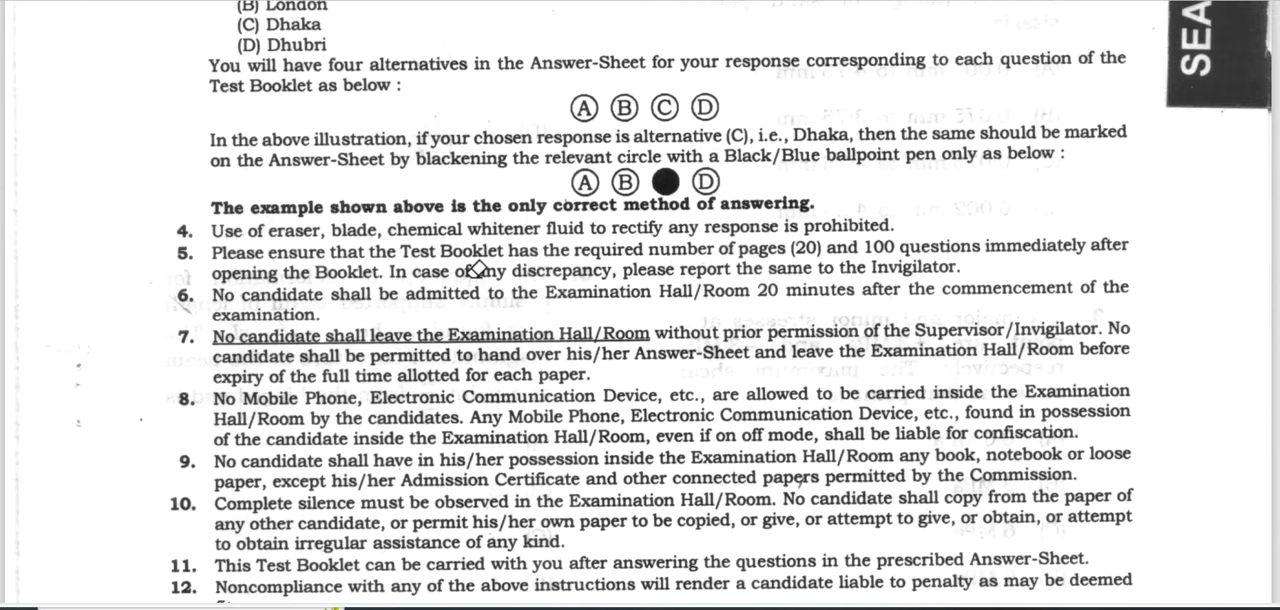 (B) London
(C) Dhaka
(D) Dhubri
You will have four alternatives in the Answer-Sheet for your response corresponding to each question of the
Test Booklet as below :
A B C D
In the above illustration, if your chosen response is alternative (C), i.e., Dhaka, then the same should be marked
on the Answer-Sheet by blackening the relevant circle with a Black/Blue ballpoint pen only as below :
A B D
The example shown above is the only correct method of answering.
4. Use of eraser, blade, chemical whitener fluid to rectify any response is prohibited.
5. Please ensure that the Test Booklet has the required number of pages (20) and 100 questions immediately after
opening the Booklet. In case of any discrepancy, please report the same to the Invigilator.
6. No candidate shall be admitted to the Examination Hall/Room 20 minutes after the commencement of the
examination.
7. No candidate shall leave the Examination Hall/Room without prior permission of the Supervisor/Invigilator. No
candidate shall be permitted to hand over his/her Answer-Sheet and leave the Examination Hall/Room before
expiry of the full time allotted for each paper.
8. No Mobile Phone, Electronic Communication Device, etc., are allowed to be carried inside the Examination
Hall/Room by the candidates. Any Mobile Phone, Electronic Communication Device, etc., found in possession
of the candidate inside the Examination Hall/Room, even if on off mode, shall be liable for confiscation.
9. No candidate shall have in his/her possession inside the Examination Hall/Room any book, notebook or loose
paper, except his/her Admission Certificate and other connected papers permitted by the Commission.
10. Complete silence must be observed in the Examination Hall/Room. No candidate shall copy from the paper of
any other candidate, or permit his/her own paper to be copied, or give, or attempt to give, or obtain, or attempt
to obtain irregular assistance of any kind.
11. This Test Booklet can be carried with you after answering the questions in the prescribed Answer-Sheet.
12. Noncompliance with any of the above instructions will render a candidate liable to penalty as may be deemed
SEA